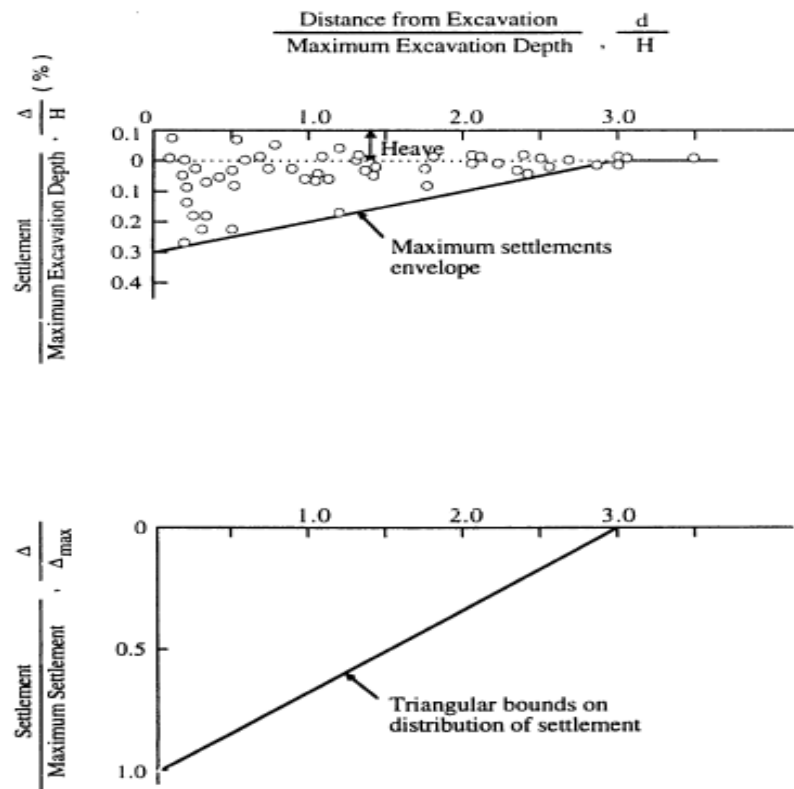 Distance from Excavation
Maximum Excavation Depth , d
H
Settlement
Maximum Excavation Depth , Δ
H (%)
0 1.0 2.0 3.0
0.1
0
0.1
0.2
0.3
0.4
Heave
Maximum settlements
envelope
1.0 2.0 3.0
Settlement
Maximum Settlement , Δ
Δmax
0
0.5
1.0
Triangular bounds on
distribution of settlement